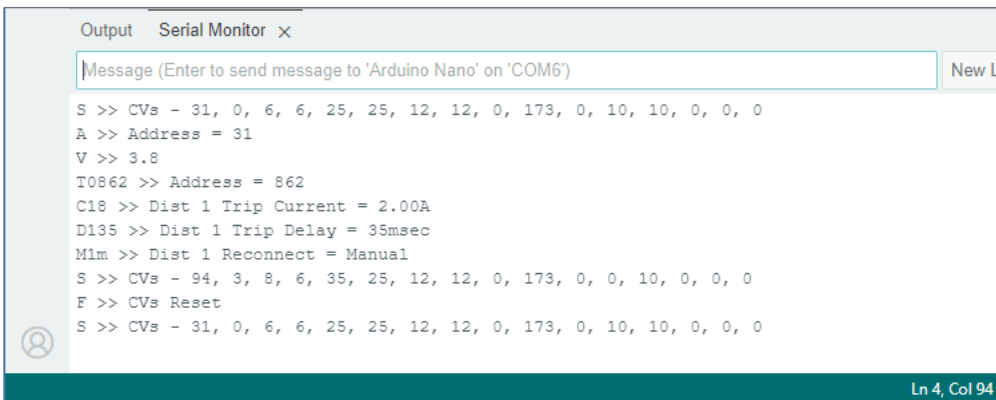 Output Serial Monitor ×
Message (Enter to send message to 'Arduino Nano' on 'COM6')
New L
S >> CVs - 31, 0, 6, 6, 25, 25, 12, 12, 0, 173, 0, 10, 10, 0, 0, 0
A >> Address = 31
V >> 3.8
T0862 >> Address = 862
C18 >> Dist 1 Trip Current = 2.00A
D135 >> Dist 1 Trip Delay = 35msec
M1m >> Dist 1 Reconnect = Manual
S >> CVs - 94, 3, 8, 6, 35, 25, 12, 12, 0, 173, 0, 0, 10, 0, 0, 0
F >> CVs Reset
S >> CVs - 31, 0, 6, 6, 25, 25, 12, 12, 0, 173, 0, 10, 10, 0, 0, 0
Ln 4, Col 94